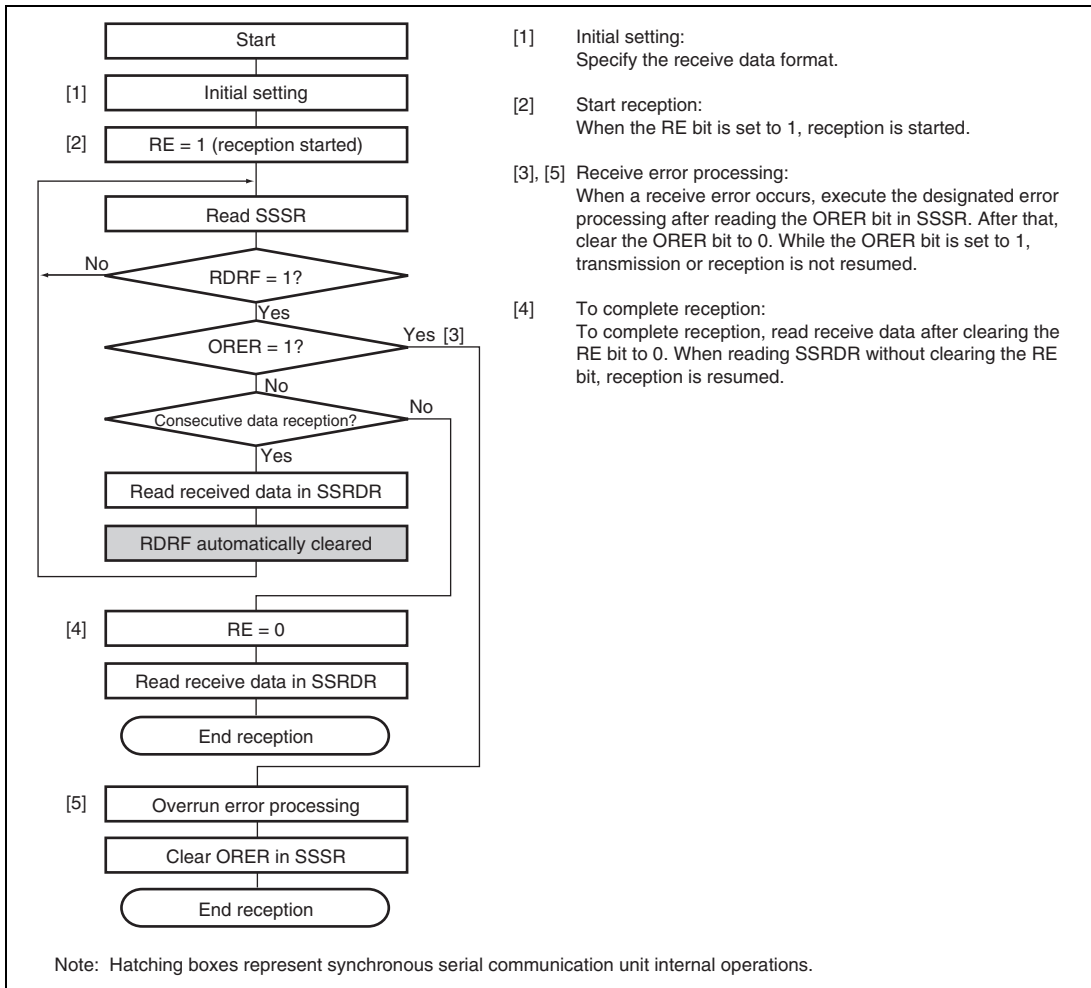 Start
[1] Initial setting
[2] RE = 1 (reception started)
Read SSSR
No
RDRF = 1?
Yes
ORER = 1?
Yes [3]
No
Consecutive data reception?
No
Yes
Read received data in SSRDR
RDRF automatically cleared
[4] RE = 0
Read receive data in SSRDR
End reception
[5] Overrun error processing
Clear ORER in SSSR
End reception
[1] Initial setting:
Specify the receive data format.
[2] Start reception:
When the RE bit is set to 1, reception is started.
[3], [5] Receive error processing:
When a receive error occurs, execute the designated error
processing after reading the ORER bit in SSSR. After that,
clear the ORER bit to 0. While the ORER bit is set to 1,
transmission or reception is not resumed.
[4] To complete reception:
To complete reception, read receive data after clearing the
RE bit to 0. When reading SSRDR without clearing the RE
bit, reception is resumed.
Note: Hatching boxes represent synchronous serial communication unit internal operations.